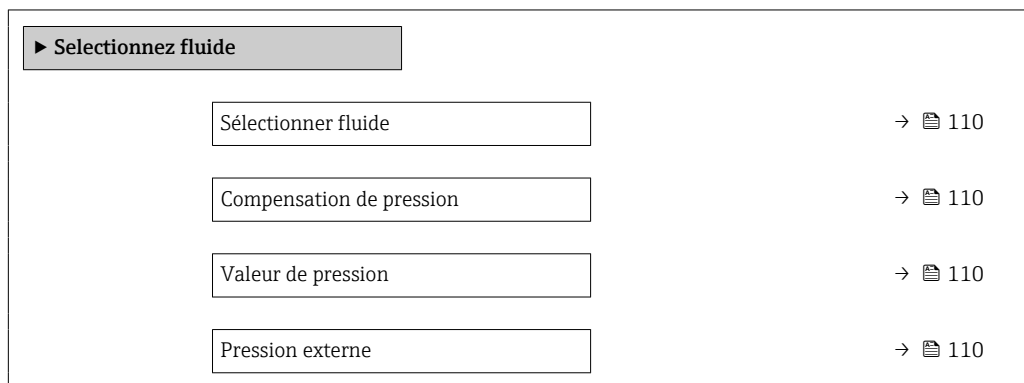 ▶ Selectionnez fluide
Sélectionner fluide → 110
Compensation de pression → 110
Valeur de pression → 110
Pression externe → 110